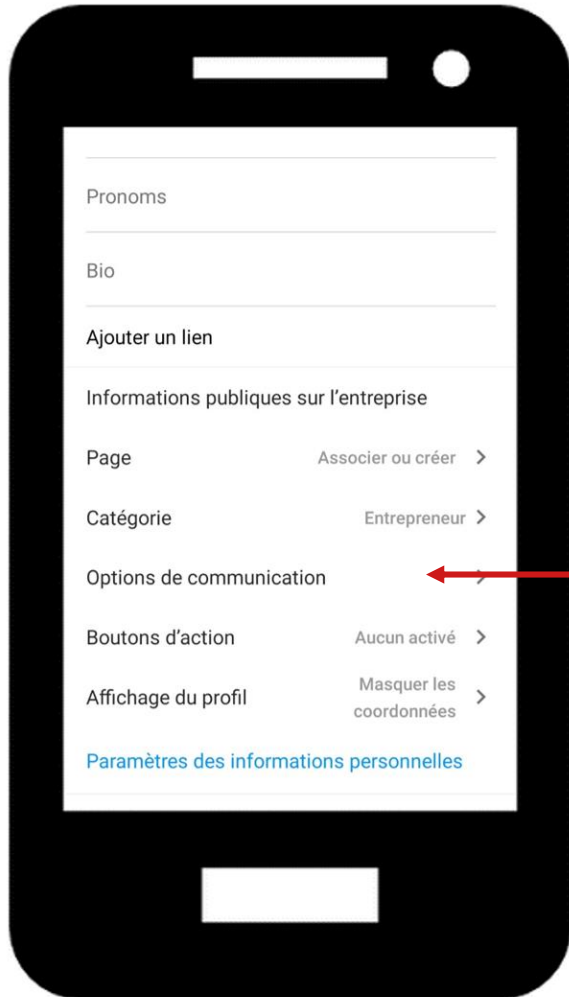 Pronoms
Bio
Ajouter un lien
Informations publiques sur l'entreprise
Page Associer ou créer
Catégorie Entrepreneur
Options de communication
Boutons d'action Aucun activé
Affichage du profil Masquer les coordonnées
Paramètres des informations personnelles